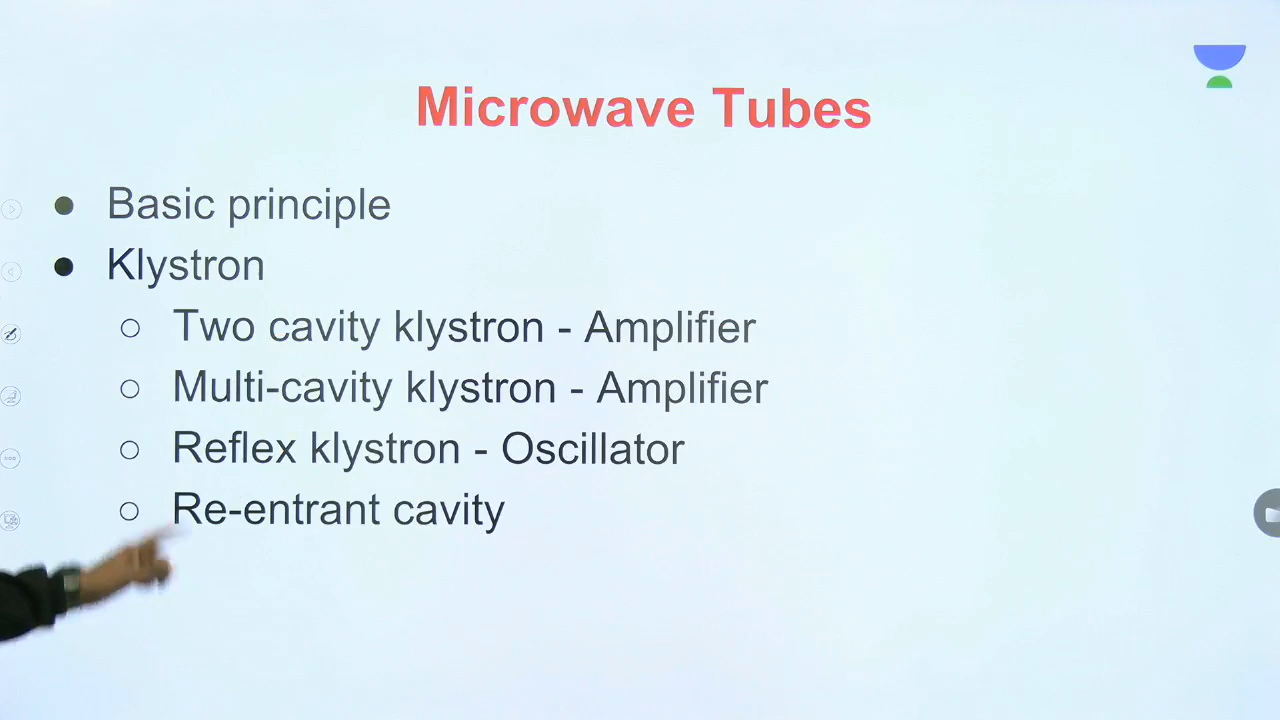 Microwave Tubes
● Basic principle
● Klystron
○ Two cavity klystron - Amplifier
○ Multi-cavity klystron - Amplifier
○ Reflex klystron - Oscillator
○ Re-entrant cavity